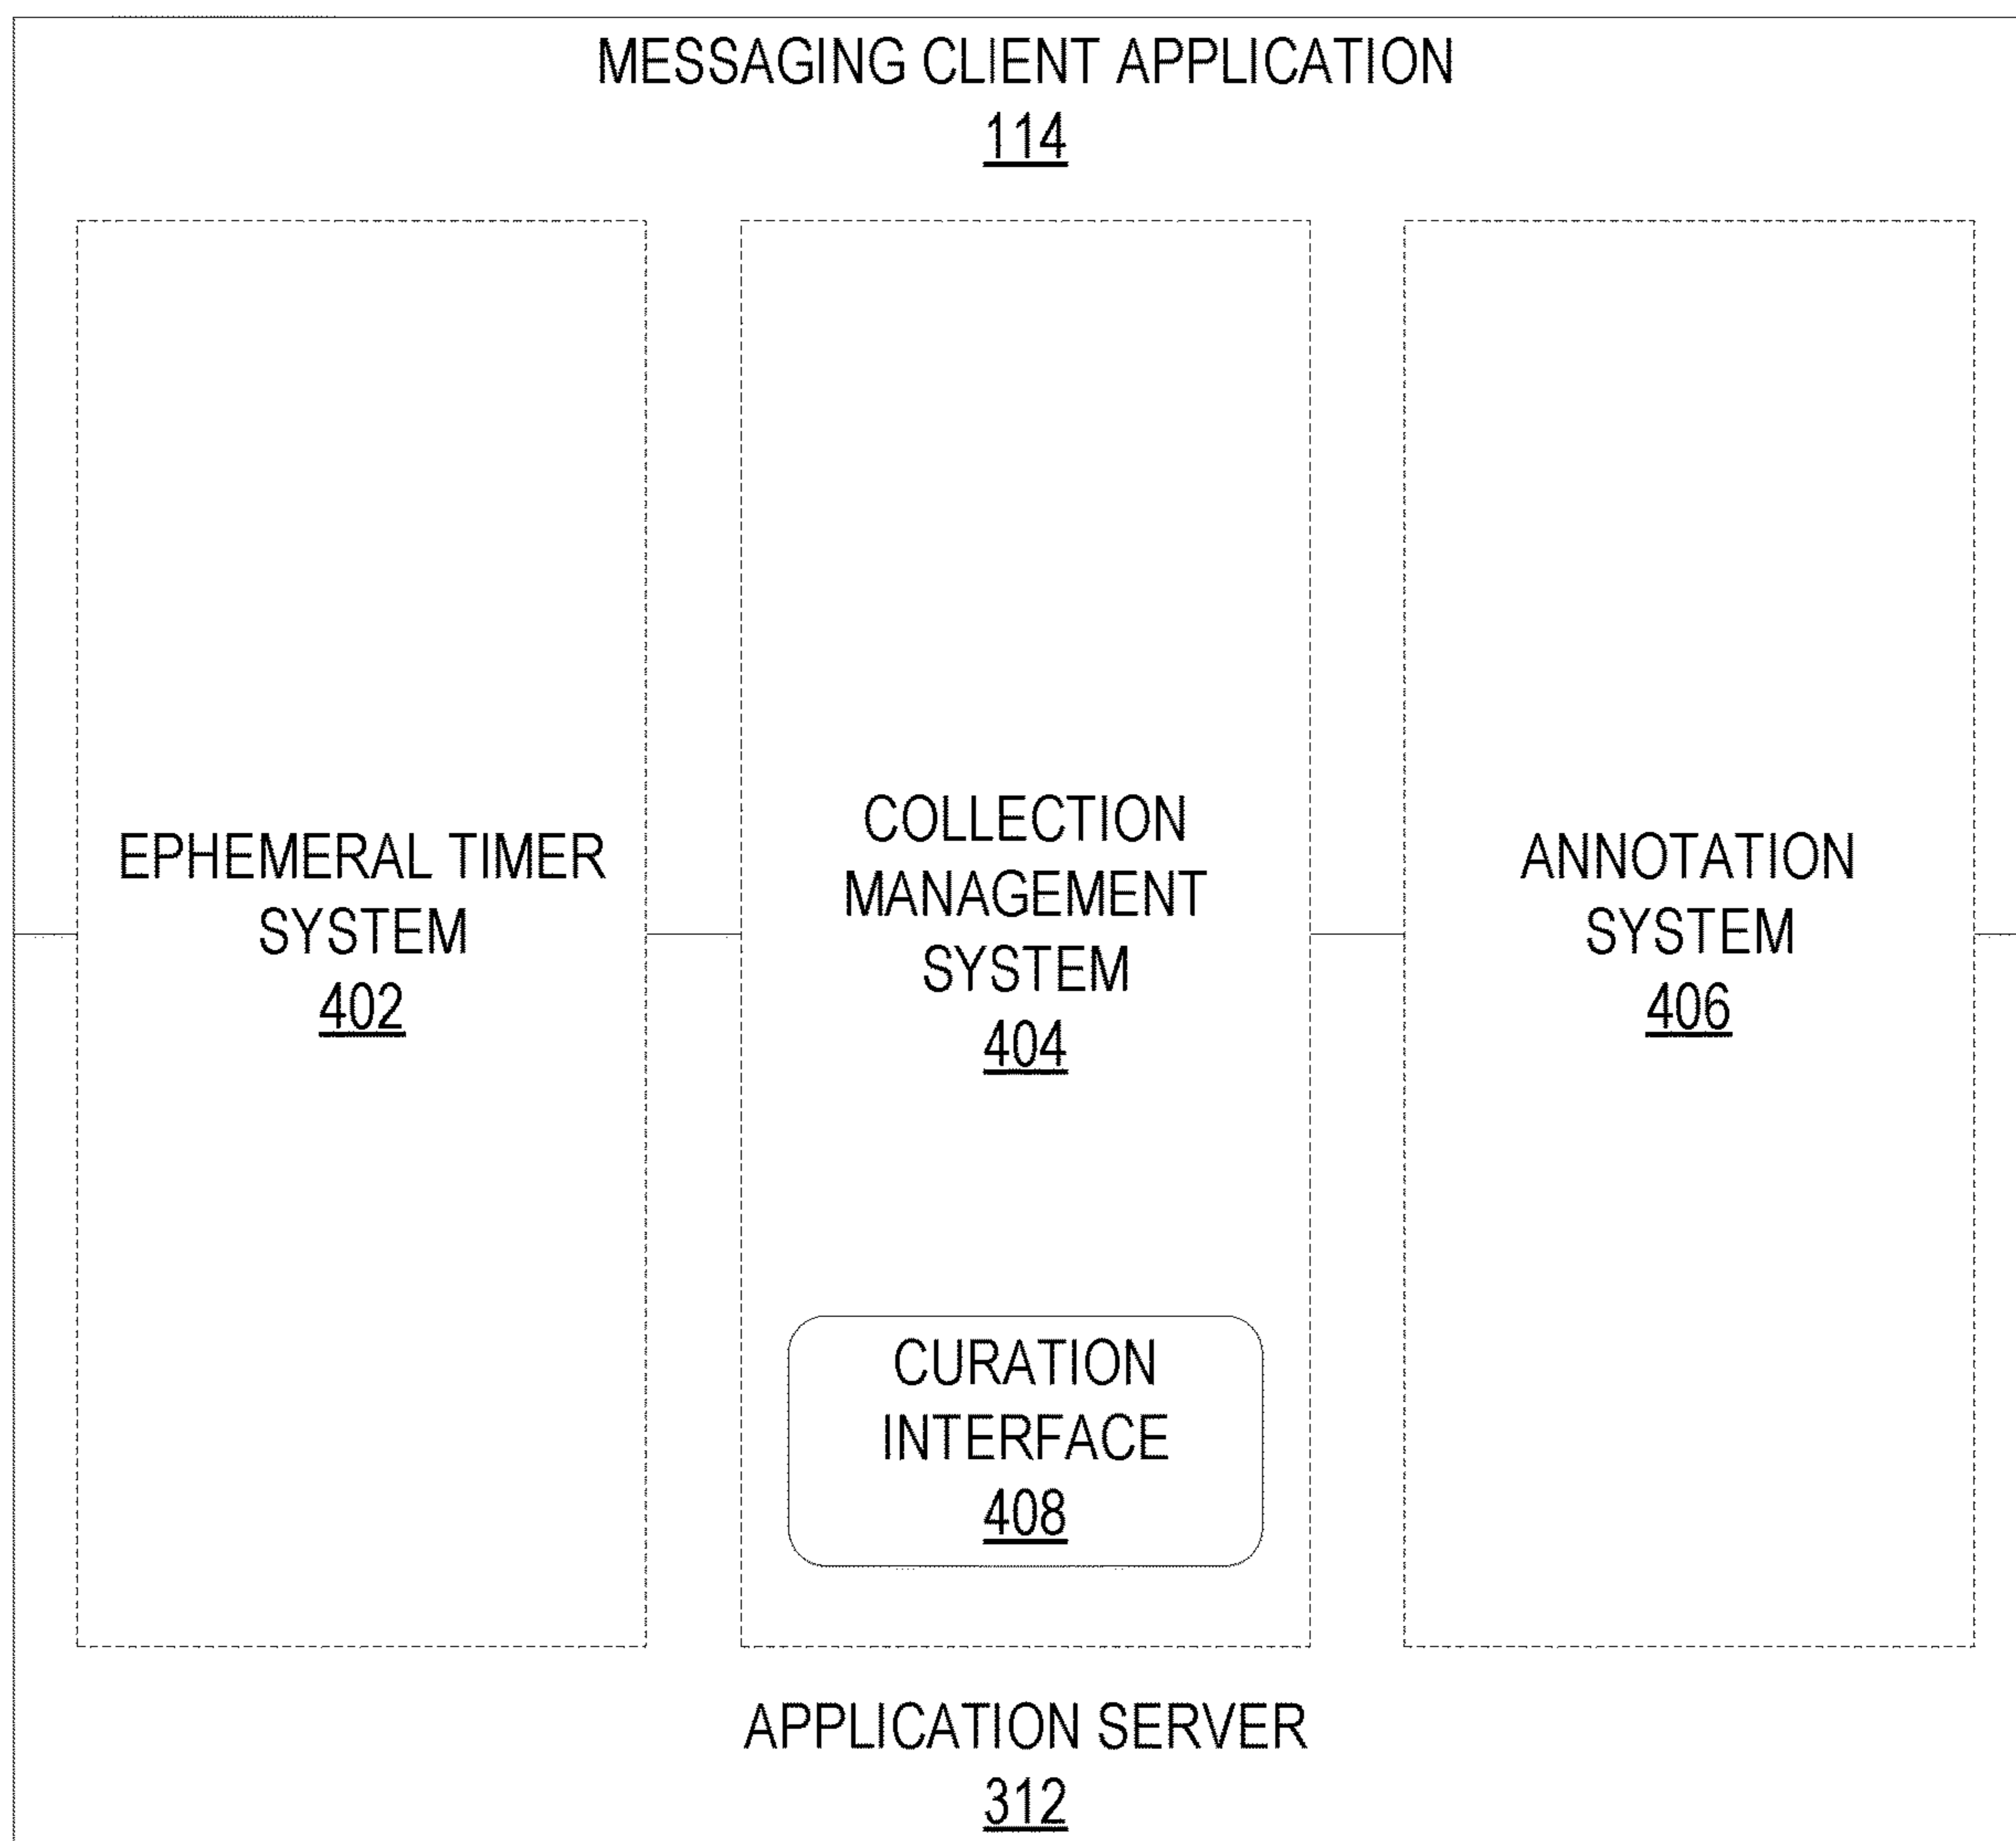 MESSAGING CLIENT APPLICATION
114
EPHEMERAL TIMER
SYSTEM
402
COLLECTION
MANAGEMENT
SYSTEM
404
ANNOTATION
SYSTEM
406
CURATION
INTERFACE
408
APPLICATION SERVER
312